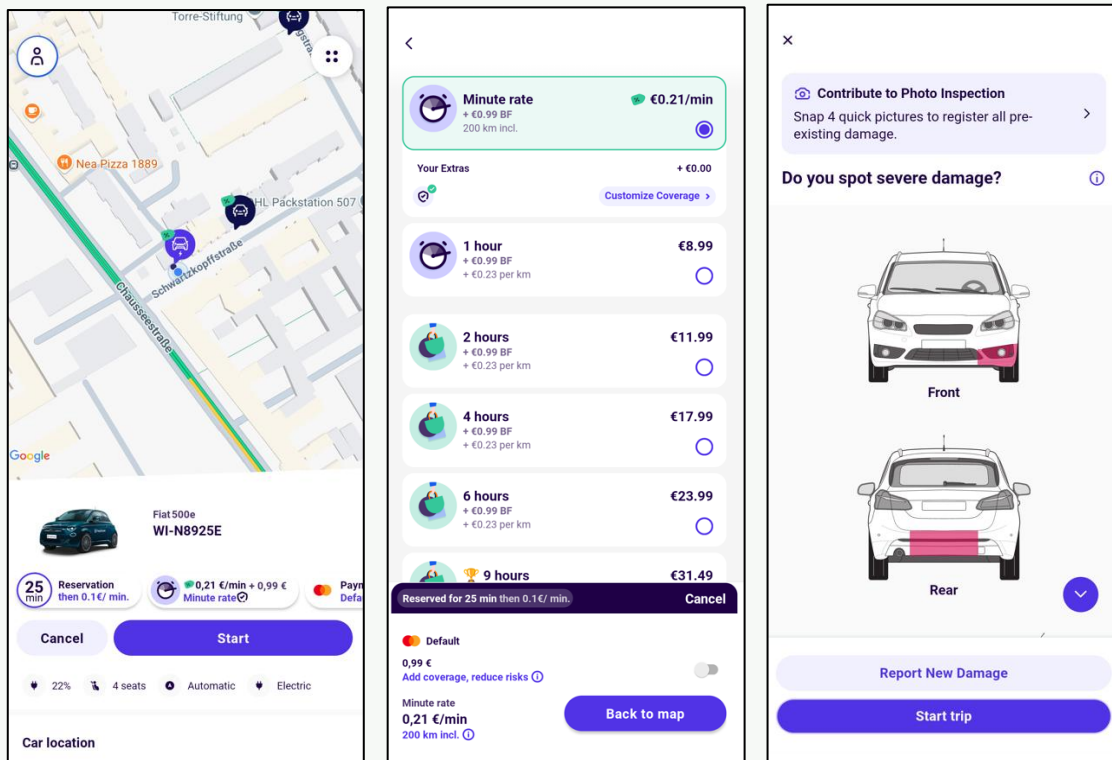 Torre-Stiftung
Nea Pizza 1889
HL Packstation 507
Schwartzkopffstraße
Chausseestraße
Google
Fiat 500e
WI-N8925E
25
min
Reservation
then 0.1€/ min.
0,21 €/min + 0,99 €
Minute rate
Paym
Defau
Cancel
Start
22%
4 seats
Automatic
Electric
Car location
Minute rate
€0.21/min
+ €0.99 BF
200 km incl.
Your Extras
+ €0.00
Customize Coverage >
1 hour
€8.99
+ €0.99 BF
+ €0.23 per km
2 hours
€11.99
+ €0.99 BF
+ €0.23 per km
4 hours
€17.99
+ €0.99 BF
+ €0.23 per km
6 hours
€23.99
+ €0.99 BF
+ €0.23 per km
9 hours
€31.49
Reserved for 25 min then 0.1€/ min.
Cancel
Default
0,99 €
Add coverage, reduce risks
Minute rate
0,21 €/min
200 km incl.
Back to map
Contribute to Photo Inspection
Snap 4 quick pictures to register all pre-
existing damage.
Do you spot severe damage?
Front
Rear
Report New Damage
Start trip